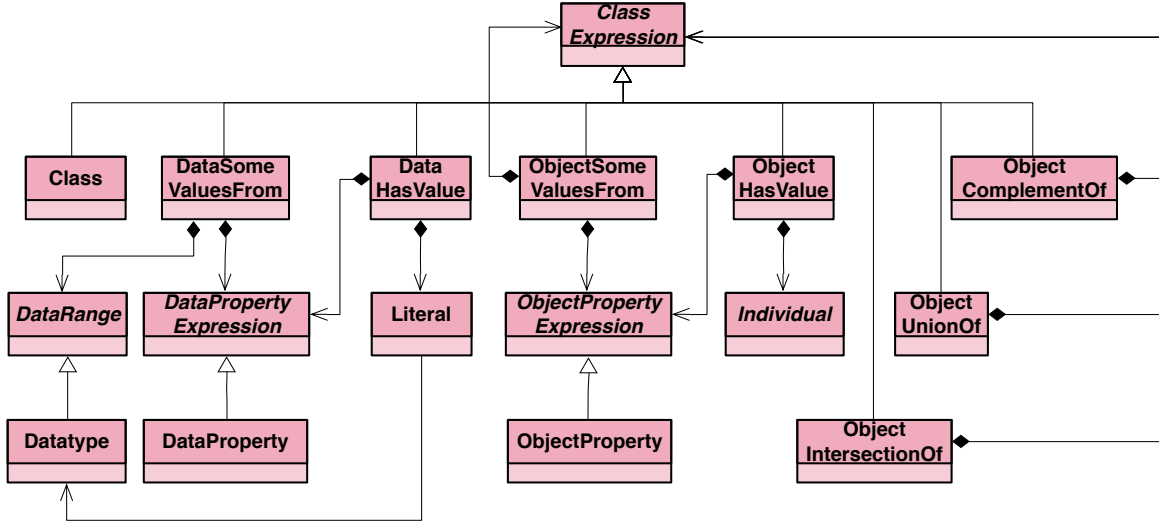 Class
Expression
Class
DataSome
ValuesFrom
Data
HasValue
ObjectSome
ValuesFrom
Object
HasValue
Object
ComplementOf
DataRange
DataProperty
Expression
Literal
ObjectProperty
Expression
Individual
Object
UnionOf
Datatype
DataProperty
ObjectProperty
Object
IntersectionOf